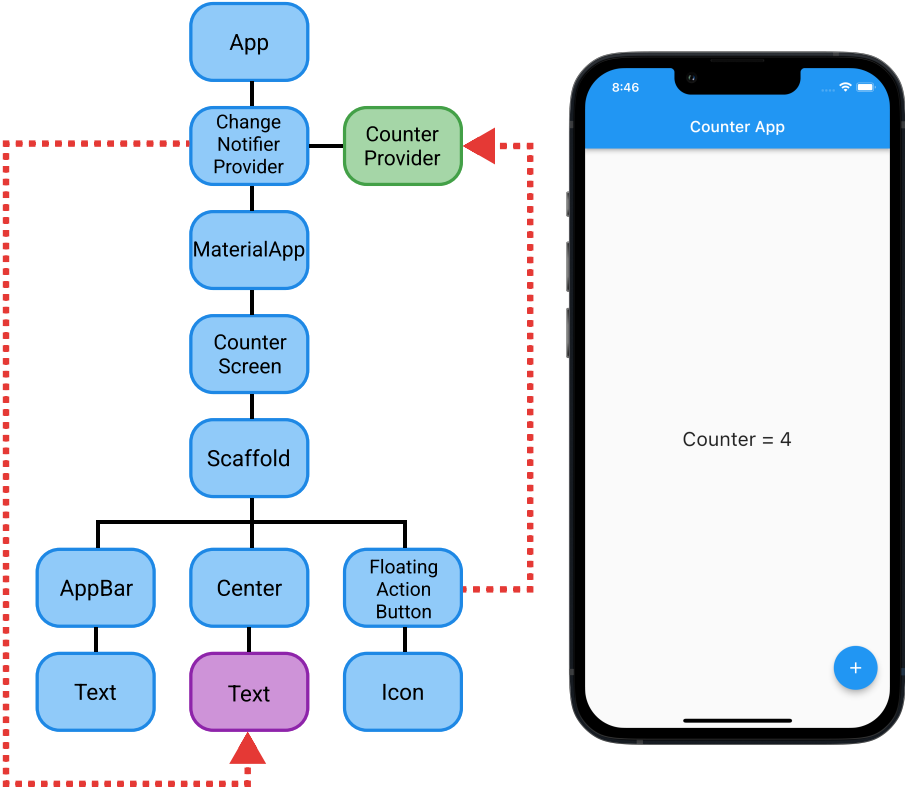 App
Change
Notifier
Provider
Counter
Provider
MaterialApp
Counter
Screen
Scaffold
AppBar
Center
Floating
Action
Button
Text
Text
Icon
8:46
Counter App
Counter = 4
+